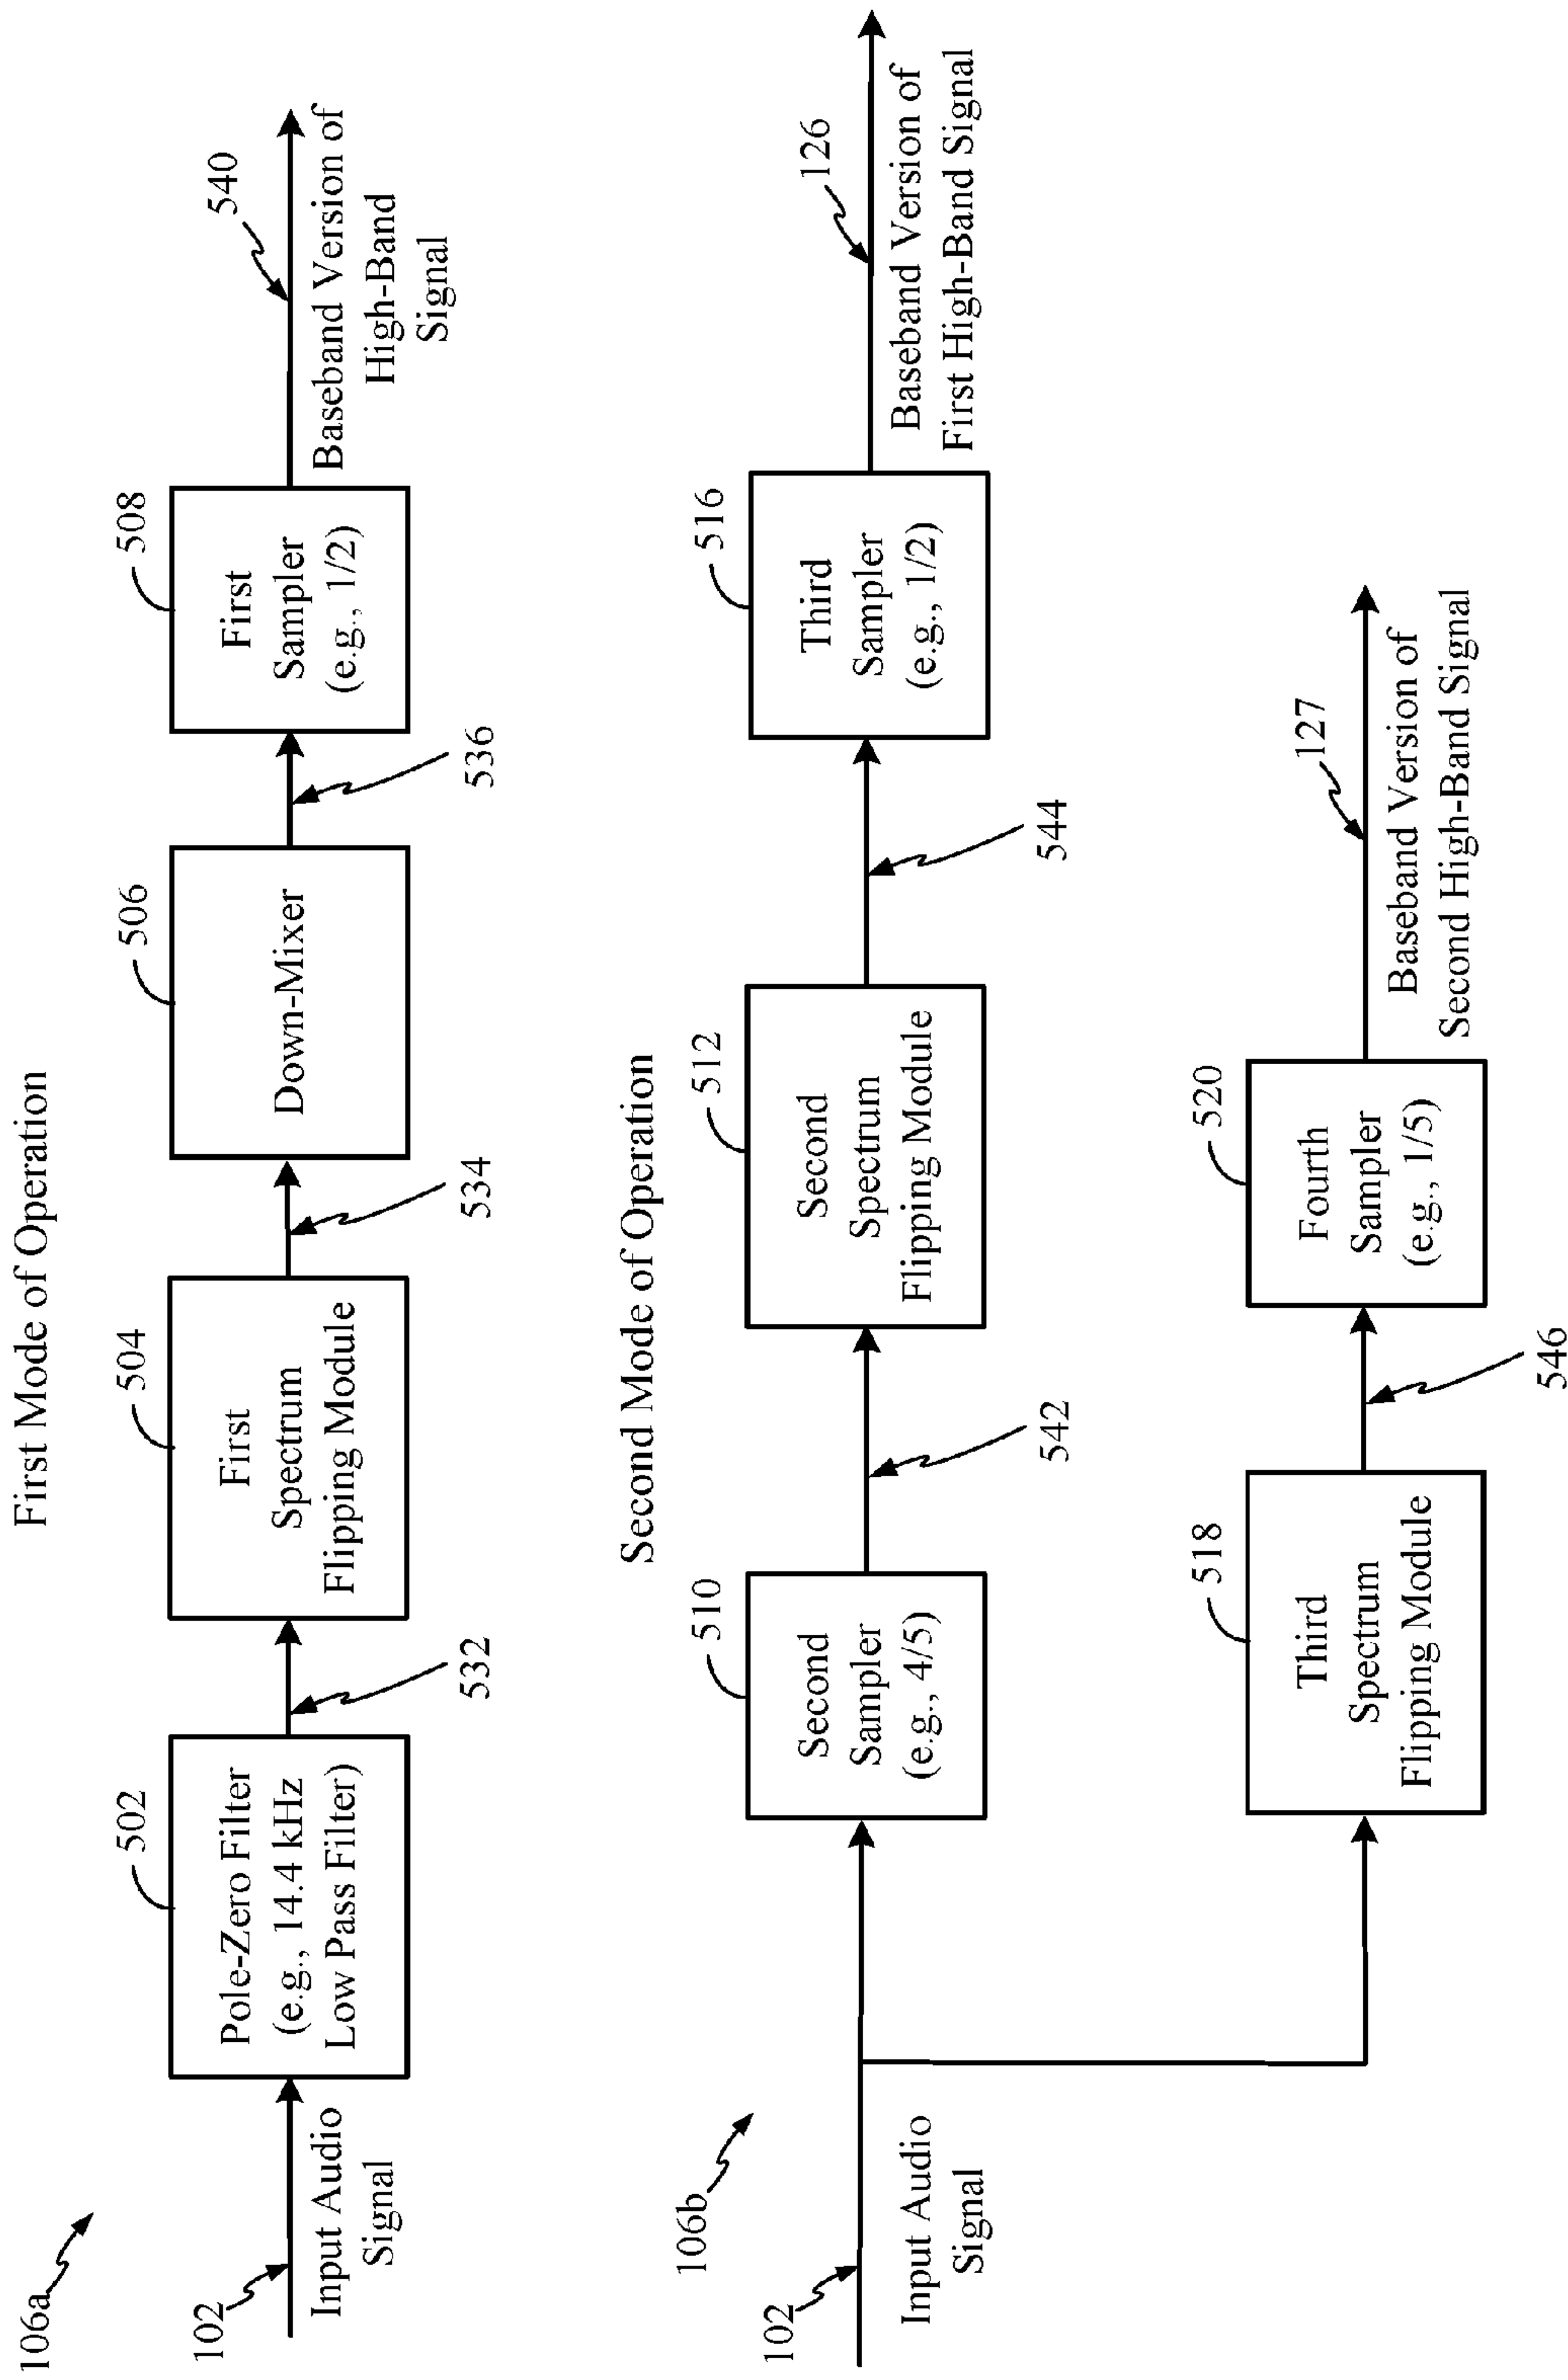 First Mode of Operation
106a
102
Input Audio
Signal
502
Pole-Zero Filter
(e.g., 14.4 kHz
Low Pass Filter)
532
504
First
Spectrum
Flipping Module
534
506
Down-Mixer
536
508
First
Sampler
(e.g., 1/2)
540
Baseband Version of
High-Band
Signal
Second Mode of Operation
106b
102
Input Audio
Signal
510
Second
Sampler
(e.g., 4/5)
542
512
Second
Spectrum
Flipping Module
544
516
Third
Sampler
(e.g., 1/2)
126
Baseband Version of
First High-Band Signal
518
Third
Spectrum
Flipping Module
546
520
Fourth
Sampler
(e.g., 1/5)
127
Baseband Version of
Second High-Band Signal